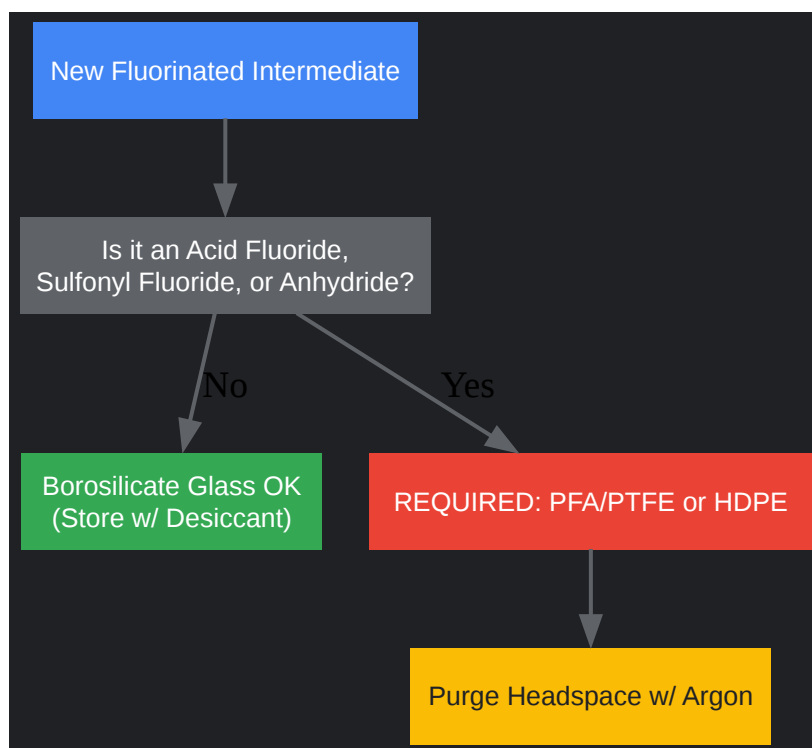 New Fluorinated Intermediate
Is it an Acid Fluoride,
Sulfonyl Fluoride, or Anhydride?
No
Yes
Borosilicate Glass OK
(Store w/ Desiccant)
REQUIRED: PFA/PTFE or HDPE
Purge Headspace w/ Argon